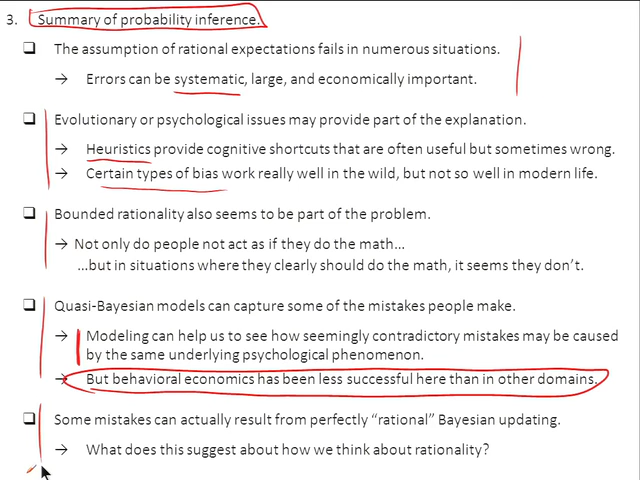 3. Summary of probability inference.
❑ The assumption of rational expectations fails in numerous situations.
→ Errors can be systematic, large, and economically important.
❑ Evolutionary or psychological issues may provide part of the explanation.
→ Heuristics provide cognitive shortcuts that are often useful but sometimes wrong.
→ Certain types of bias work really well in the wild, but not so well in modern life.
❑ Bounded rationality also seems to be part of the problem.
→ Not only do people not act as if they do the math…
…but in situations where they clearly should do the math, it seems they don’t.
❑ Quasi-Bayesian models can capture some of the mistakes people make.
→ Modeling can help us to see how seemingly contradictory mistakes may be caused
by the same underlying psychological phenomenon.
→ But behavioral economics has been less successful here than in other domains.
❑ Some mistakes can actually result from perfectly “rational” Bayesian updating.
→ What does this suggest about how we think about rationality?